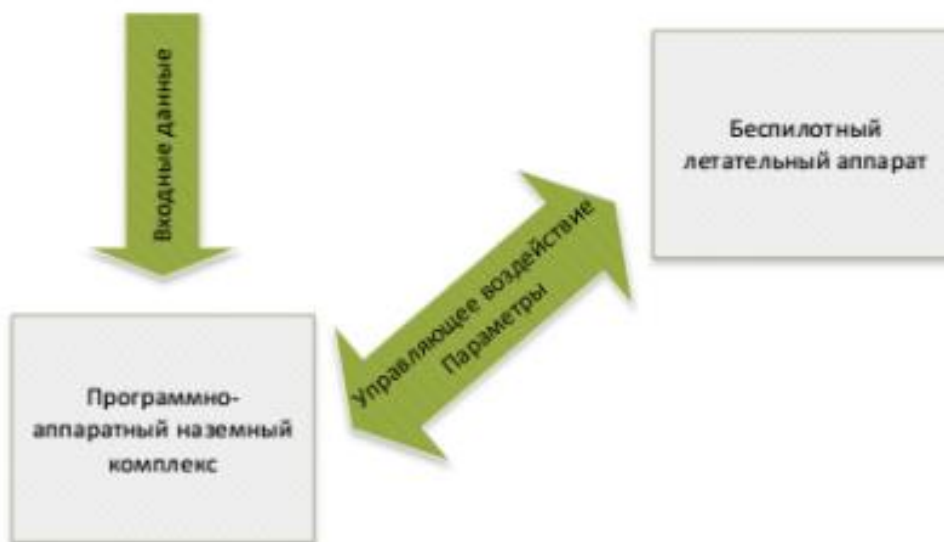 Входные данные
Беспилотный
летательный аппарат
Управляющее воздействие
Параметры
Программно-
аппаратный наземный
комплекс